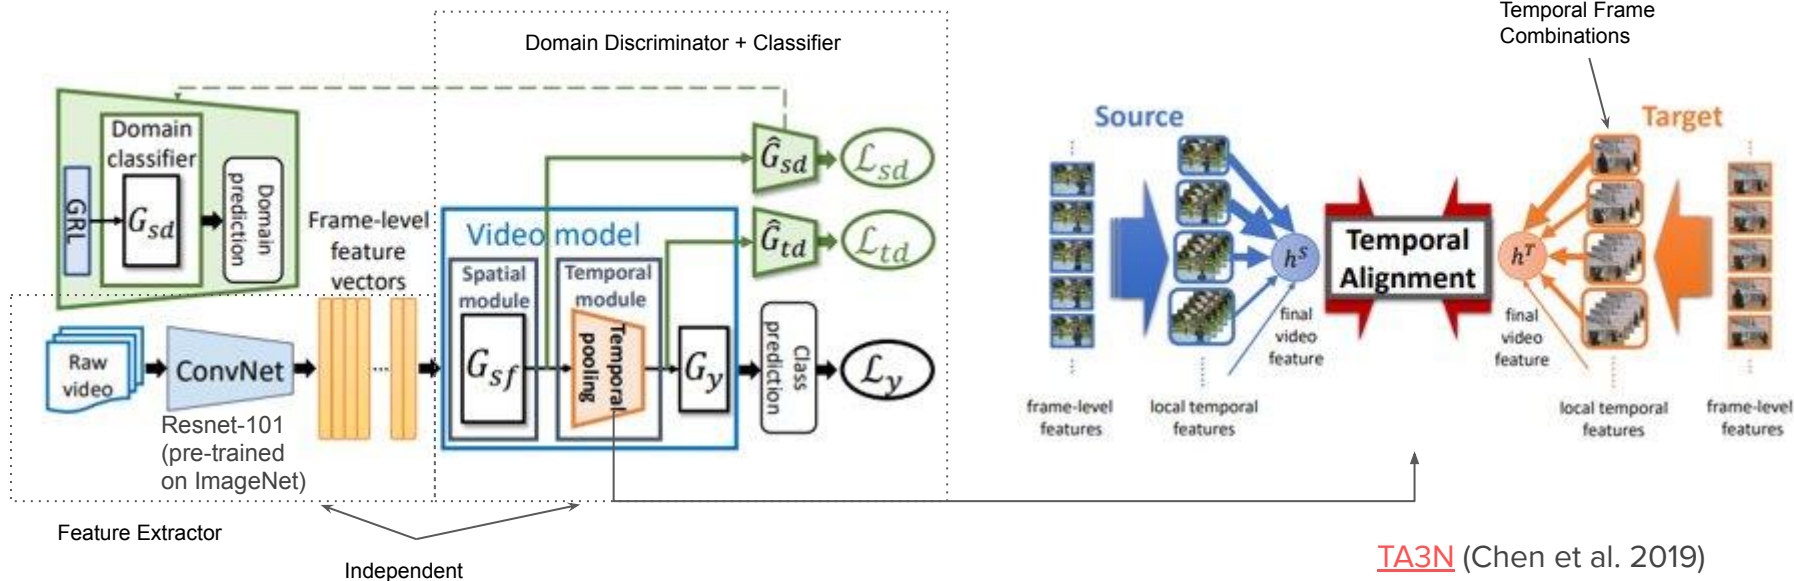 Domain Discriminator + Classifier
Domain
classifier
GRL
G_sd
Domain
prediction
Frame-level
feature
vectors
Ĝ_sd
ℒ_sd
Ĝ_td
ℒ_td
Video model
Spatial
module
Temporal
module
G_sf
Temporal
pooling
G_y
Class
prediction
ℒ_y
Raw
video
ConvNet
...
Resnet-101
(pre-trained
on ImageNet)
Feature Extractor
Independent
Temporal Frame
Combinations
Source
Target
h^S
Temporal
Alignment
h^T
final
video
feature
final
video
feature
frame-level
features
local temporal
features
local temporal
features
frame-level
features
TA3N (Chen et al. 2019)